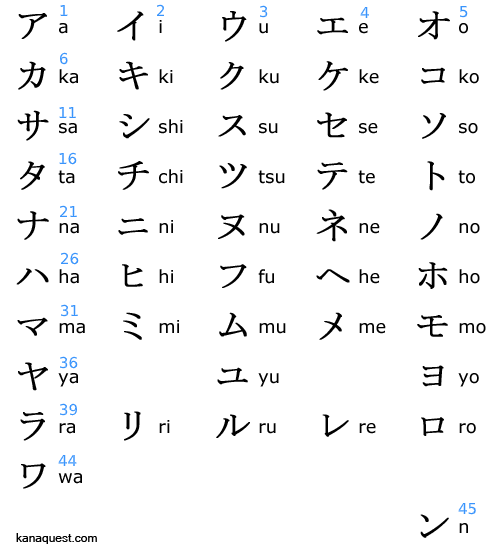 1 2 3 4 5
ア a イ i ウ u エ e オ o
6
カ ka キ ki ク ku ケ ke コ ko
11
サ sa シ shi ス su セ se ソ so
16
タ ta チ chi ツ tsu テ te ト to
21
ナ na ニ ni ヌ nu ネ ne ノ no
26
ハ ha ヒ hi フ fu ヘ he ホ ho
31
マ ma ミ mi ム mu メ me モ mo
36
ヤ ya ユ yu ヨ yo
39
ラ ra リ ri ル ru レ re ロ ro
44
ワ wa
45
ン n
kanaquest.com